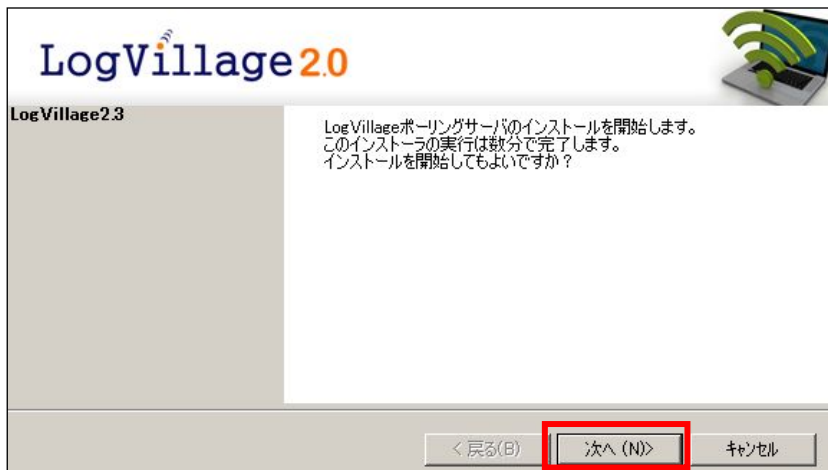 LogVillage 2.0
LogVillage2.3
LogVillageポーリングサーバのインストールを開始します。
このインストーラの実行は数分で完了します。
インストールを開始してもよいですか？
< 戻る(B)
次へ (N)>
キャンセル